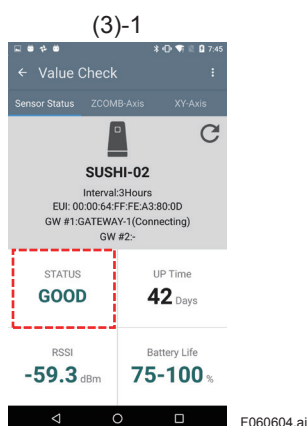 (3)-1
7:45
Value Check
Sensor Status ZCOMB-Axis XY-Axis
SUSHI-02
Interval:3Hours
EUI: 00:00:64:FF:FE:A3:80:0D
GW #1:GATEWAY-1(Connecting)
GW #2:-
STATUS
GOOD
UP Time
42 Days
RSSI
-59.3 dBm
Battery Life
75-100 %
F060604.ai